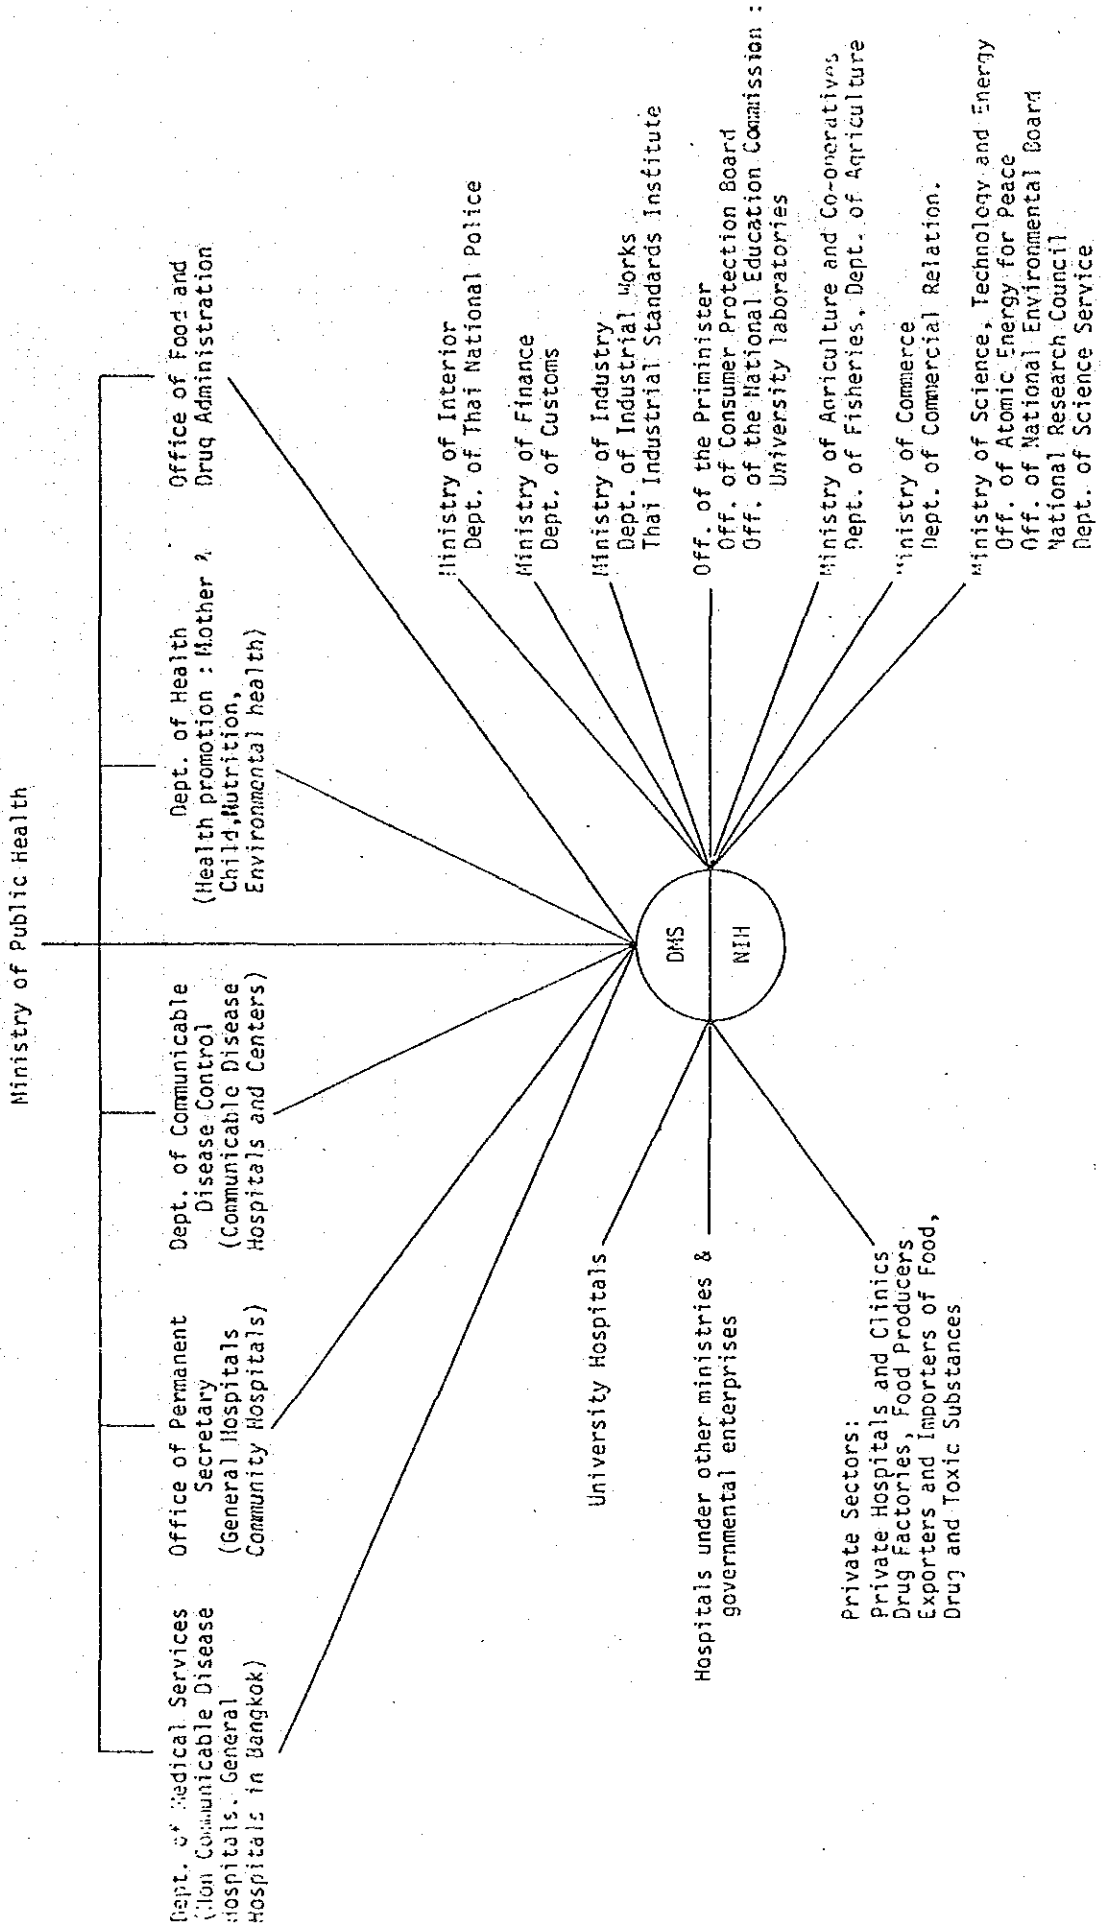 Ministry of Public Health
Dept. of Medical Services
(Non Communicable Disease
Hospitals. General
Hospitals in Bangkok)
Office of Permanent
Secretary
(General Hospitals
Community Hospitals)
Dept. of Communicable
Disease Control
(Communicable Disease
Hospitals and Centers)
Dept. of Health
(Health promotion : Mother &
Child,Nutrition,
Environmental health)
Office of Food and
Drug Administration
DMS
NIH
University Hospitals
Hospitals under other ministries &
governmental enterprises
Private Sectors:
Private Hospitals and Clinics
Drug Factories, Food Producers
Exporters and Importers of Food,
Drug and Toxic Substances
Ministry of Interior
Dept. of Thai National Police
Ministry of Finance
Dept. of Customs
Ministry of Industry
Dept. of Industrial Works
Thai Industrial Standards Institute
Off. of the Priminister
Off. of Consumer Protection Board
Off. of the National Education Commission :
University laboratories
Ministry of Agriculture and Co-operatives
Dept. of Fisheries, Dept. of Agriculture
Ministry of Commerce
Dept. of Commercial Relation.
Ministry of Science, Technology and Energy
Off. of Atomic Energy for Peace
Off. of National Environmental Board
National Research Council
Dept. of Science Service